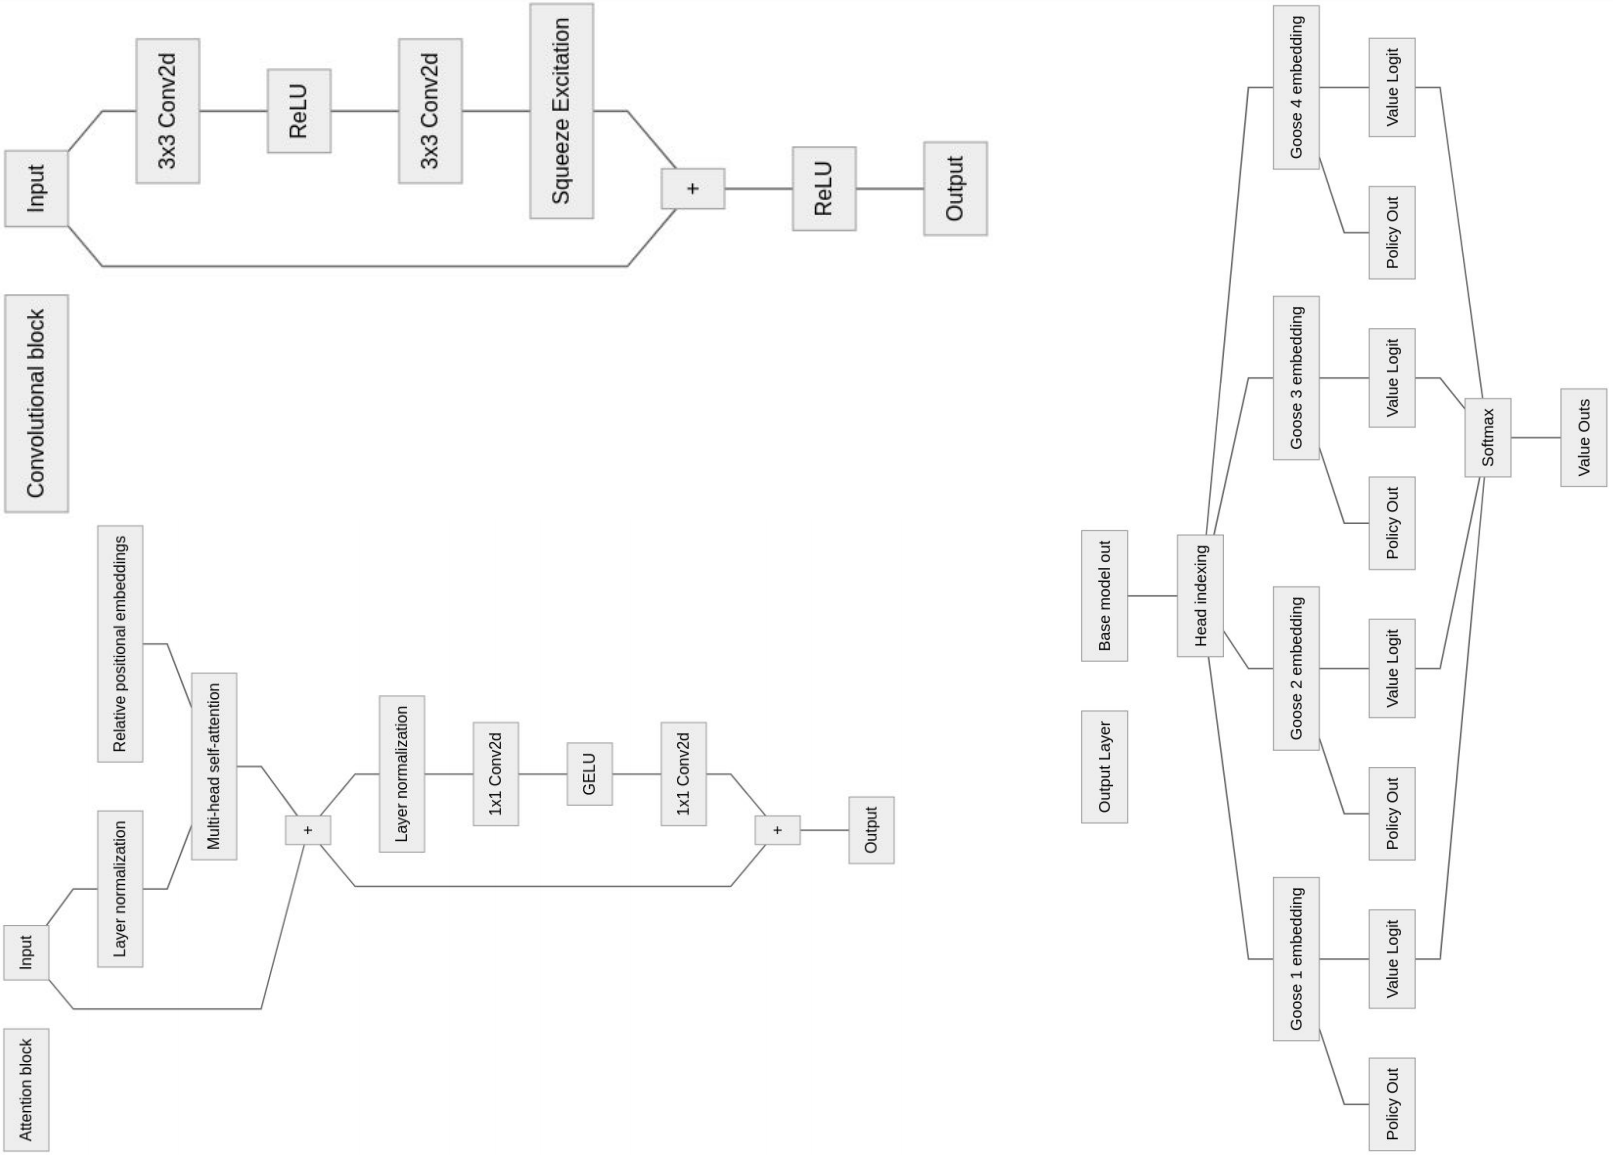 Attention block
Input
Layer normalization
Relative positional embeddings
Multi-head self-attention
+
Layer normalization
1x1 Conv2d
GELU
1x1 Conv2d
+
Output
Convolutional block
Input
3x3 Conv2d
ReLU
3x3 Conv2d
Squeeze Excitation
+
ReLU
Output
Output Layer
Base model out
Head indexing
Goose 1 embedding
Goose 2 embedding
Goose 3 embedding
Goose 4 embedding
Policy Out
Value Logit
Policy Out
Value Logit
Policy Out
Value Logit
Policy Out
Value Logit
Softmax
Value Outs